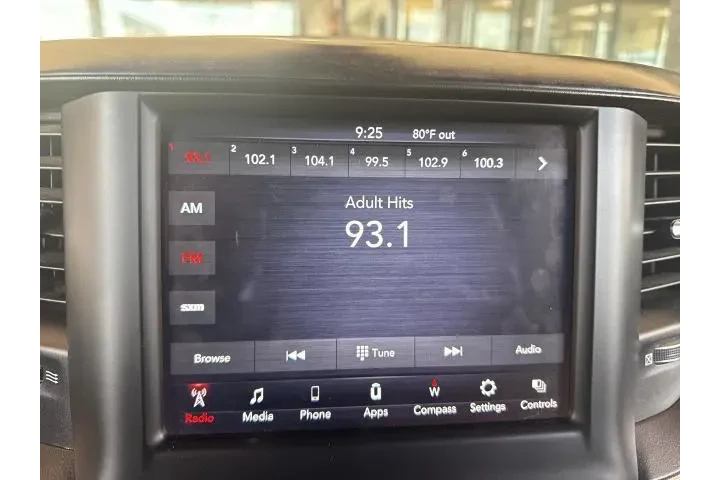 9:25 80°F out
1 93.1 2 102.1 3 104.1 4 99.5 5 102.9 6 100.3
AM
Adult Hits
93.1
FM
sxm
Browse Tune Audio
Radio Media Phone Apps W Compass Settings Controls